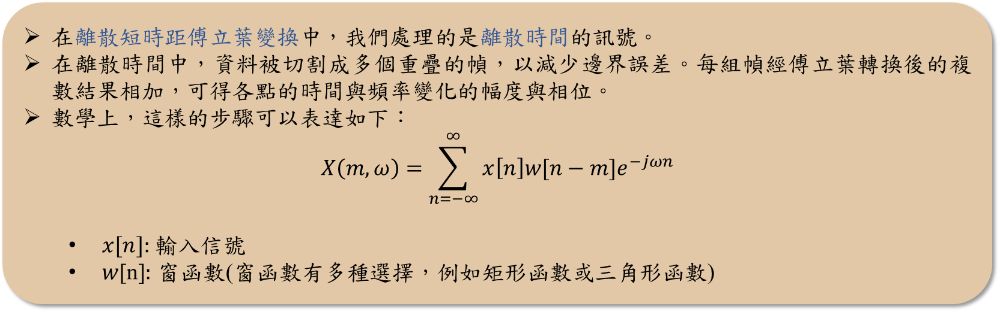 ➢ 在離散短時距傅立葉變換中，我們處理的是離散時間的訊號。
➢ 在離散時間中，資料被切割成多個重疊的幀，以減少邊界誤差。每組幀經傅立葉轉換後的複
數結果相加，可得各點的時間與頻率變化的幅度與相位。
➢ 數學上，這樣的步驟可以表達如下：
X(m, ω) = ∑_{n=−∞}^{∞} x[n]w[n − m]e^{−jωn}
• x[n]: 輸入信號
• w[n]: 窗函數(窗函數有多種選擇，例如矩形函數或三角形函數)